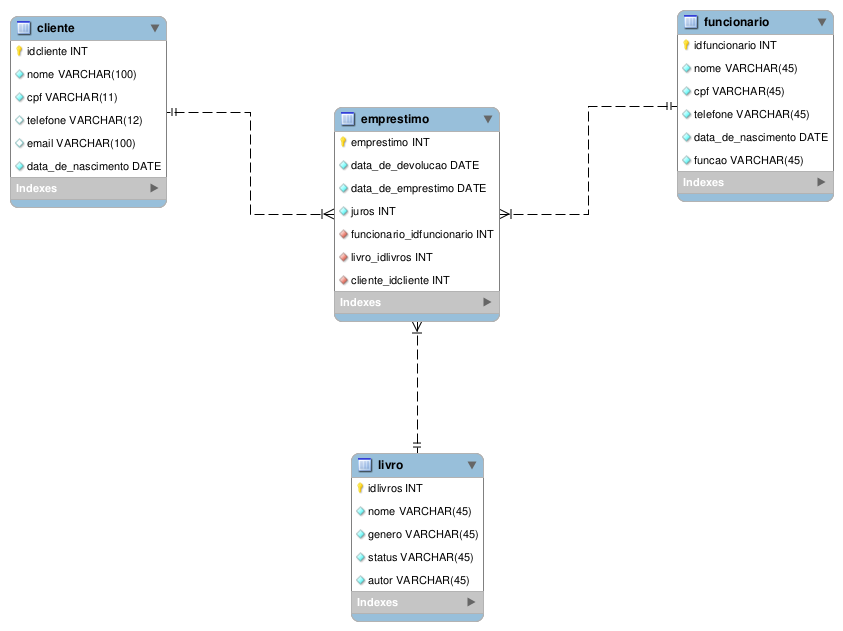 cliente
idcliente INT
nome VARCHAR(100)
cpf VARCHAR(11)
telefone VARCHAR(12)
email VARCHAR(100)
data_de_nascimento DATE
Indexes
emprestimo
emprestimo INT
data_de_devolucao DATE
data_de_emprestimo DATE
juros INT
funcionario_idfuncionario INT
livro_idlivros INT
cliente_idcliente INT
Indexes
funcionario
idfuncionario INT
nome VARCHAR(45)
cpf VARCHAR(45)
telefone VARCHAR(45)
data_de_nascimento DATE
funcao VARCHAR(45)
Indexes
livro
idlivros INT
nome VARCHAR(45)
genero VARCHAR(45)
status VARCHAR(45)
autor VARCHAR(45)
Indexes